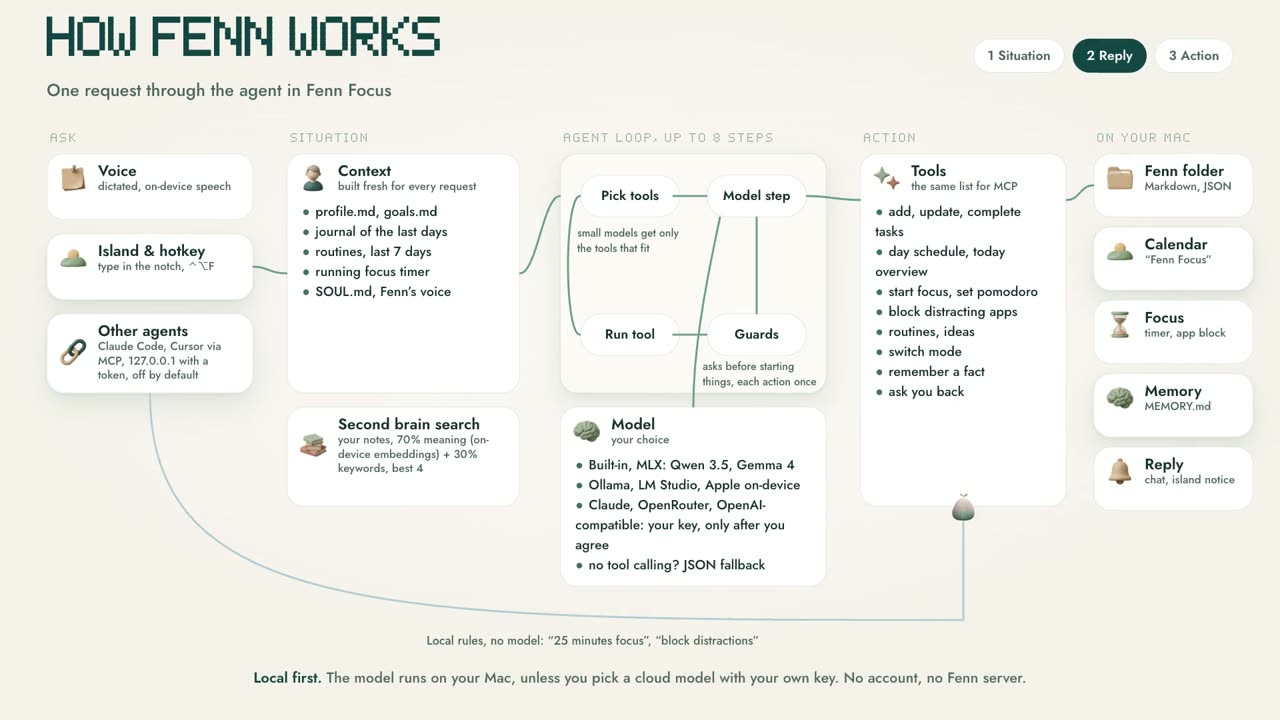 HOW FENN WORKS
One request through the agent in Fenn Focus
1 Situation
2 Reply
3 Action
ASK
Voice
dictated, on-device speech
Island & hotkey
type in the notch, ⌃⌥F
Other agents
Claude Code, Cursor via
MCP, 127.0.0.1 with a
token, off by default
SITUATION
Context
built fresh for every request
• profile.md, goals.md
• journal of the last days
• routines, last 7 days
• running focus timer
• SOUL.md, Fenn’s voice
Second brain search
your notes, 70% meaning (on-
device embeddings) + 30%
keywords, best 4
AGENT LOOP, UP TO 8 STEPS
Pick tools
Model step
small models get only
the tools that fit
Run tool
Guards
asks before starting
things, each action once
Model
your choice
• Built-in, MLX: Qwen 3.5, Gemma 4
• Ollama, LM Studio, Apple on-device
• Claude, OpenRouter, OpenAI-
compatible: your key, only after you
agree
• no tool calling? JSON fallback
ACTION
Tools
the same list for MCP
• add, update, complete
tasks
• day schedule, today
overview
• start focus, set pomodoro
• block distracting apps
• routines, ideas
• switch mode
• remember a fact
• ask you back
ON YOUR MAC
Fenn folder
Markdown, JSON
Calendar
“Fenn Focus”
Focus
timer, app block
Memory
MEMORY.md
Reply
chat, island notice
Local rules, no model: “25 minutes focus”, “block distractions”
Local first. The model runs on your Mac, unless you pick a cloud model with your own key. No account, no Fenn server.